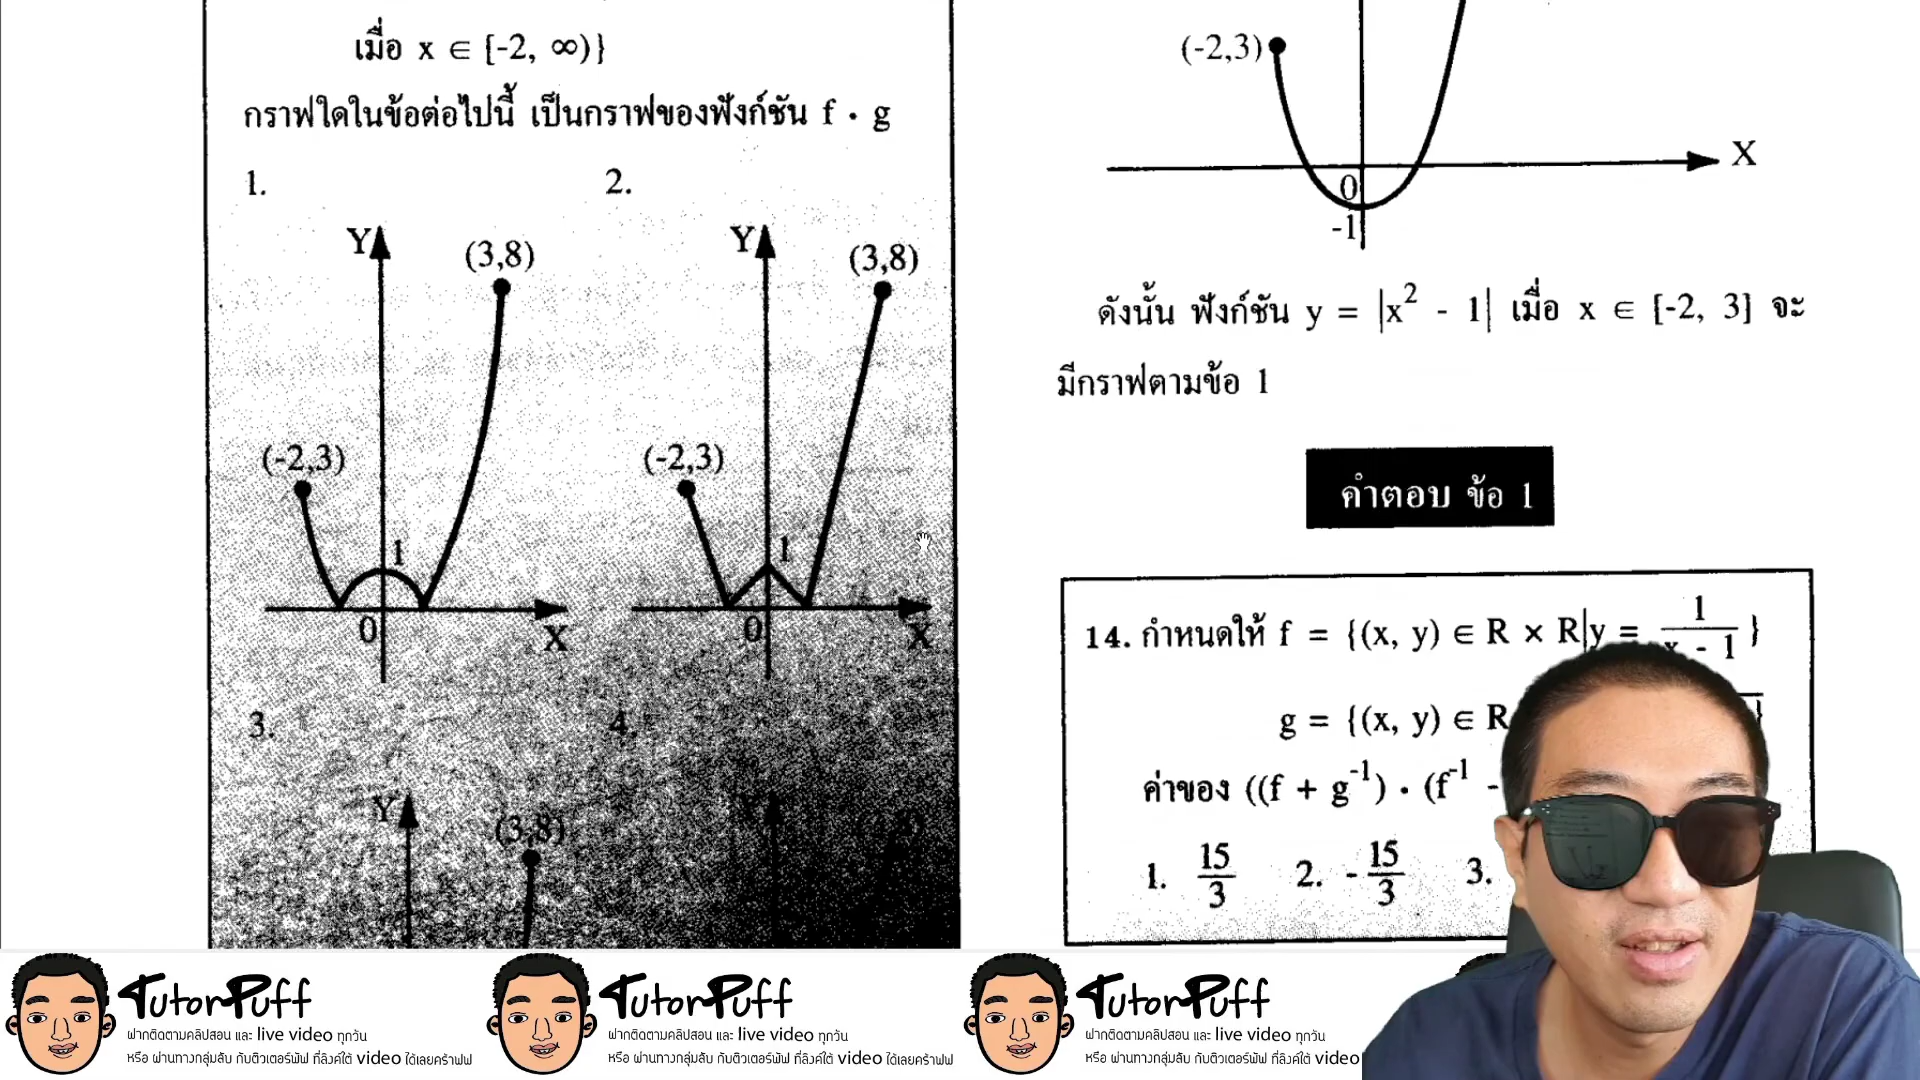 เมื่อ x ∈ [-2, ∞)}
กราฟใดในข้อต่อไปนี้ เป็นกราฟของฟังก์ชัน f · g
1.
2.
Y
(3,8)
(-2,3)
1
0
X
Y
(3,8)
(-2,3)
1
0
X
3.
4.
Y
(3,8)
Y
(-2,3)
X
0
-1
ดังนั้น ฟังก์ชัน y = |x² - 1| เมื่อ x ∈ [-2, 3] จะ
มีกราฟตามข้อ 1
คำตอบ ข้อ 1
14. กำหนดให้ f = {(x, y) ∈ R × R|y = 1/(x - 1)}
g = {(x, y) ∈ R
ค่าของ ((f + g⁻¹) · (f⁻¹ -
1. 15/3 2. - 15/3 3.
TutorPuff
ฝากติดตามคลิปสอน และ live video ทุกวัน
หรือ ผ่านทางกลุ่มลับ กับติวเตอร์พัฟ ที่ลิงค์ใต้ video ได้เลยคร้าฟฟ
TutorPuff
ฝากติดตามคลิปสอน และ live video ทุกวัน
หรือ ผ่านทางกลุ่มลับ กับติวเตอร์พัฟ ที่ลิงค์ใต้ video ได้เลยคร้าฟฟ
TutorPuff
ฝากติดตามคลิปสอน และ live video ทุกวัน
หรือ ผ่านทางกลุ่มลับ กับติวเตอร์พัฟ ที่ลิงค์ใต้ video